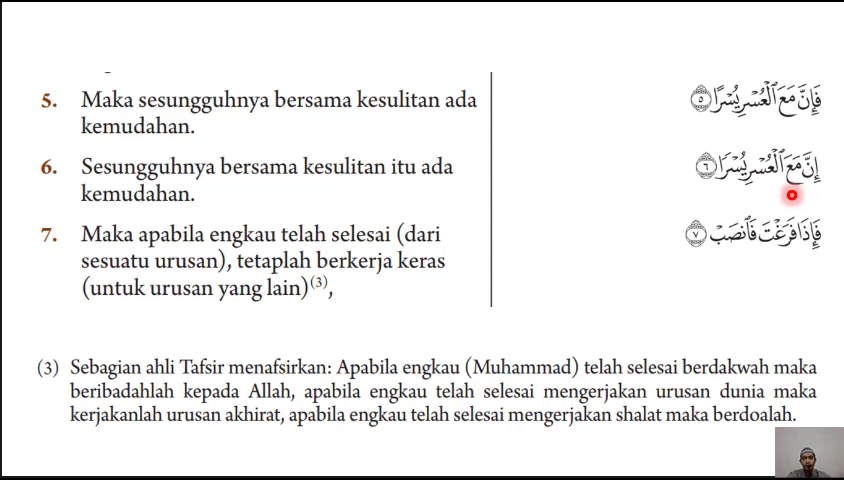 5. Maka sesungguhnya bersama kesulitan ada
kemudahan.
فَإِنَّ مَعَ ٱلْعُسْرِ يُسْرًا ٥
6. Sesungguhnya bersama kesulitan itu ada
kemudahan.
إِنَّ مَعَ ٱلْعُسْرِ يُسْرًا ٦
7. Maka apabila engkau telah selesai (dari
sesuatu urusan), tetaplah berkerja keras
(untuk urusan yang lain)⁽³⁾,
فَإِذَا فَرَغْتَ فَٱنصَبْ ٧
(3) Sebagian ahli Tafsir menafsirkan: Apabila engkau (Muhammad) telah selesai berdakwah maka
beribadahlah kepada Allah, apabila engkau telah selesai mengerjakan urusan dunia maka
kerjakanlah urusan akhirat, apabila engkau telah selesai mengerjakan shalat maka berdoalah.